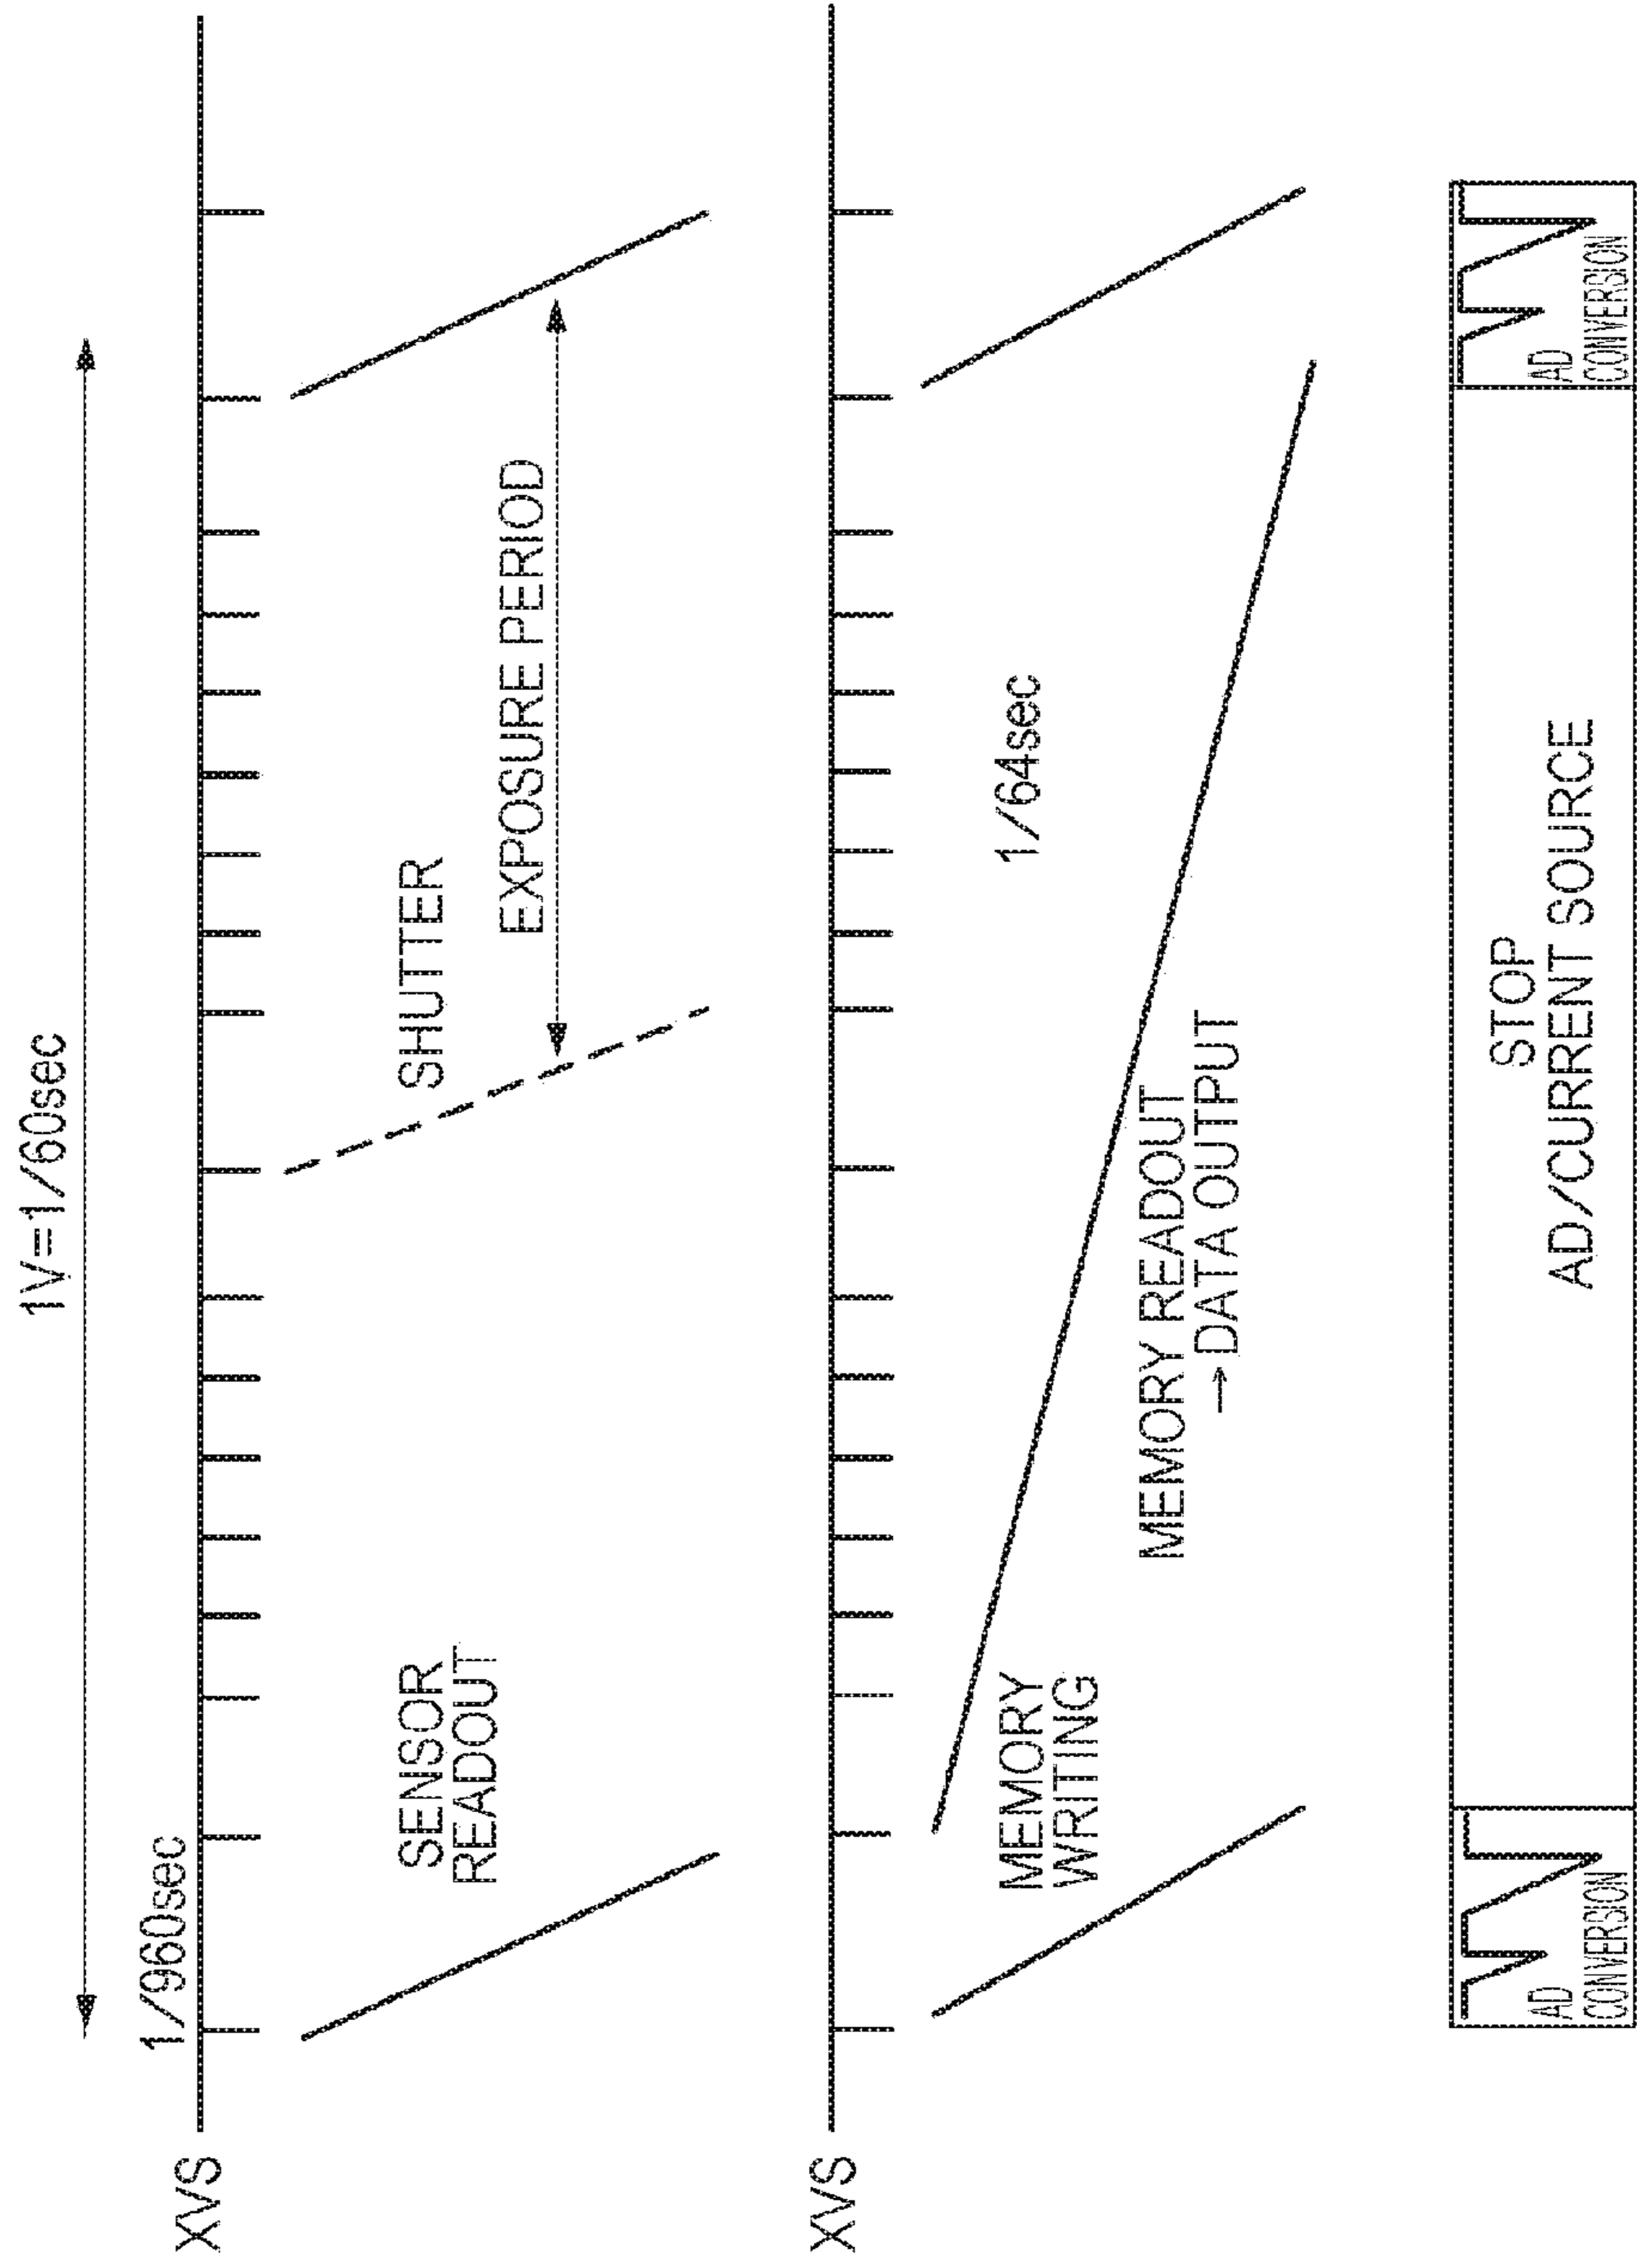 1V=1/60sec
1/960sec
XVS
SENSOR
READOUT
SHUTTER
EXPOSURE PERIOD
XVS
MEMORY
WRITING
1/64sec
MEMORY READOUT
→DATA OUTPUT
AD
CONVERSION
STOP
AD/CURRENT SOURCE
AD
CONVERSION